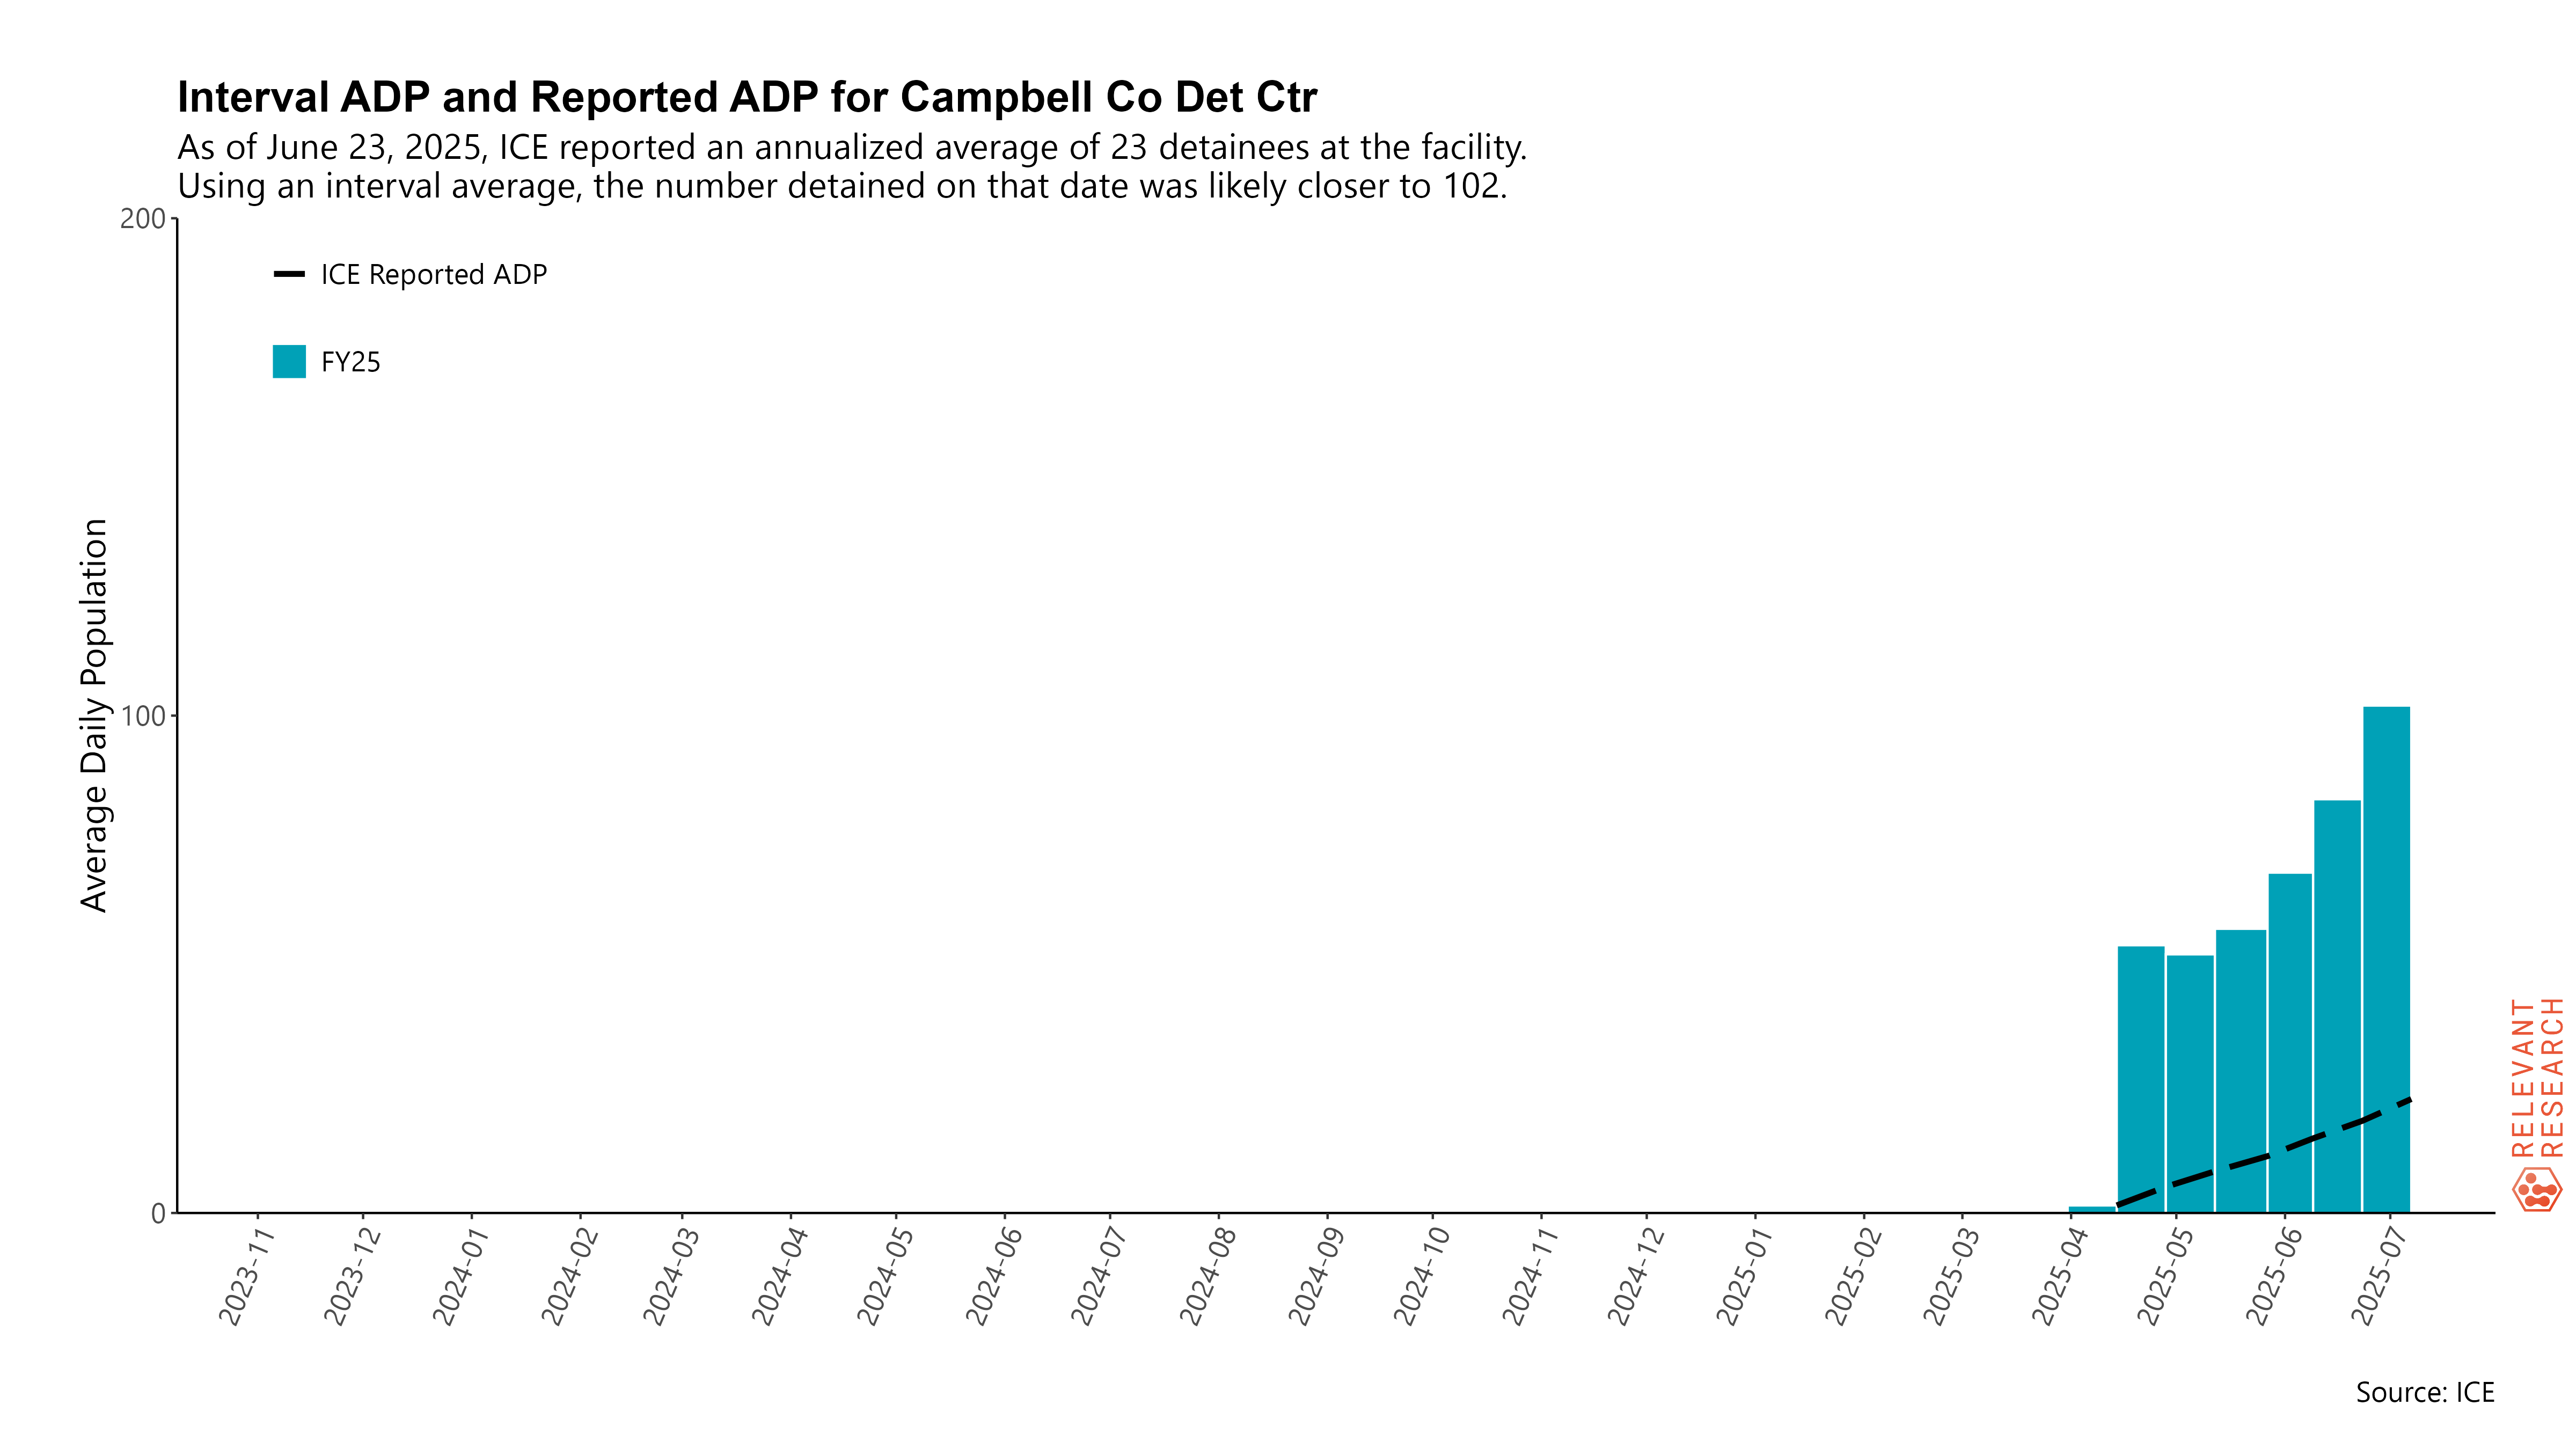 Interval ADP and Reported ADP for Campbell Co Det Ctr
As of June 23, 2025, ICE reported an annualized average of 23 detainees at the facility.
Using an interval average, the number detained on that date was likely closer to 102.
200
ICE Reported ADP
FY25
Average Daily Population
100
0
2023-11
2023-12
2024-01
2024-02
2024-03
2024-04
2024-05
2024-06
2024-07
2024-08
2024-09
2024-10
2024-11
2024-12
2025-01
2025-02
2025-03
2025-04
2025-05
2025-06
2025-07
RELEVANT
RESEARCH
Source: ICE